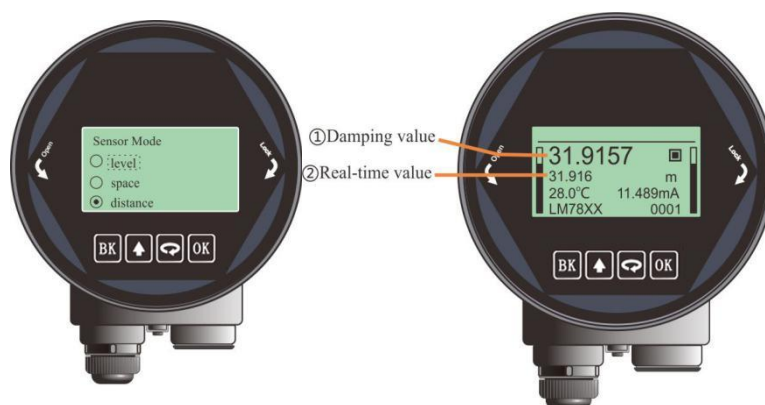 Sensor Mode
level
space
distance
Open
Lock
BK OK
①Damping value
②Real-time value
31.9157
31.916 m
28.0℃ 11.489mA
LM78XX 0001
Open
Lock
BK OK